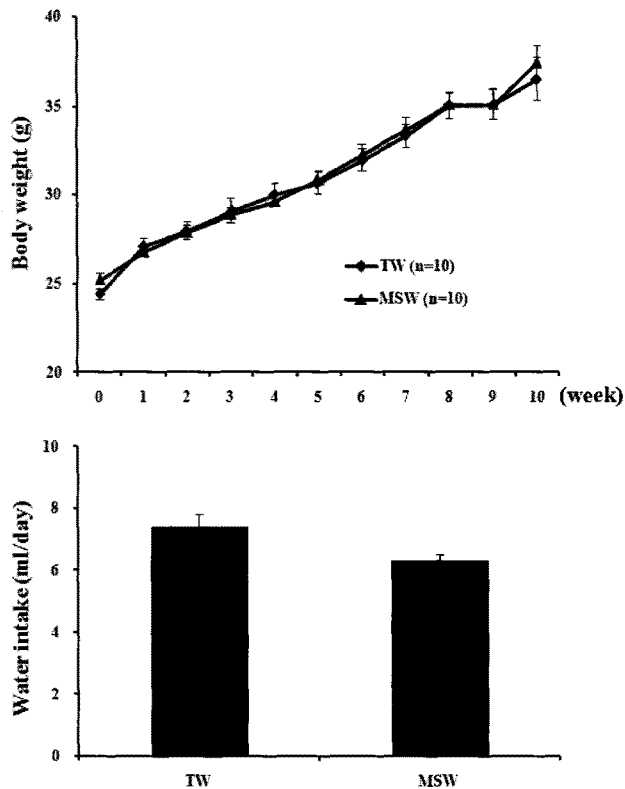 40
35
30
25
20
Body weight (g)
TW (n=10)
MSW (n=10)
0 1 2 3 4 5 6 7 8 9 10 (week)
10
8
6
4
2
0
Water intake (ml/day)
TW MSW